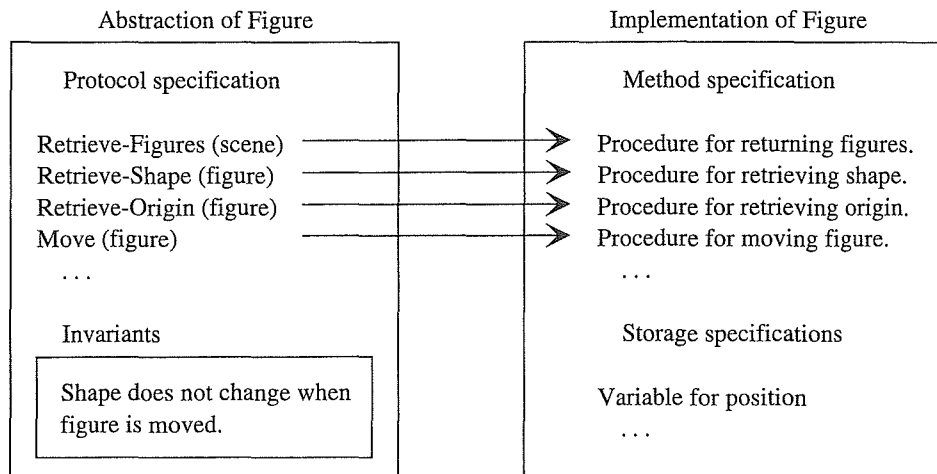 Abstraction of Figure
Protocol specification
Retrieve-Figures (scene)
Retrieve-Shape (figure)
Retrieve-Origin (figure)
Move (figure)
. . .
Invariants
Shape does not change when
figure is moved.
Implementation of Figure
Method specification
Procedure for returning figures.
Procedure for retrieving shape.
Procedure for retrieving origin.
Procedure for moving figure.
. . .
Storage specifications
Variable for position
. . .